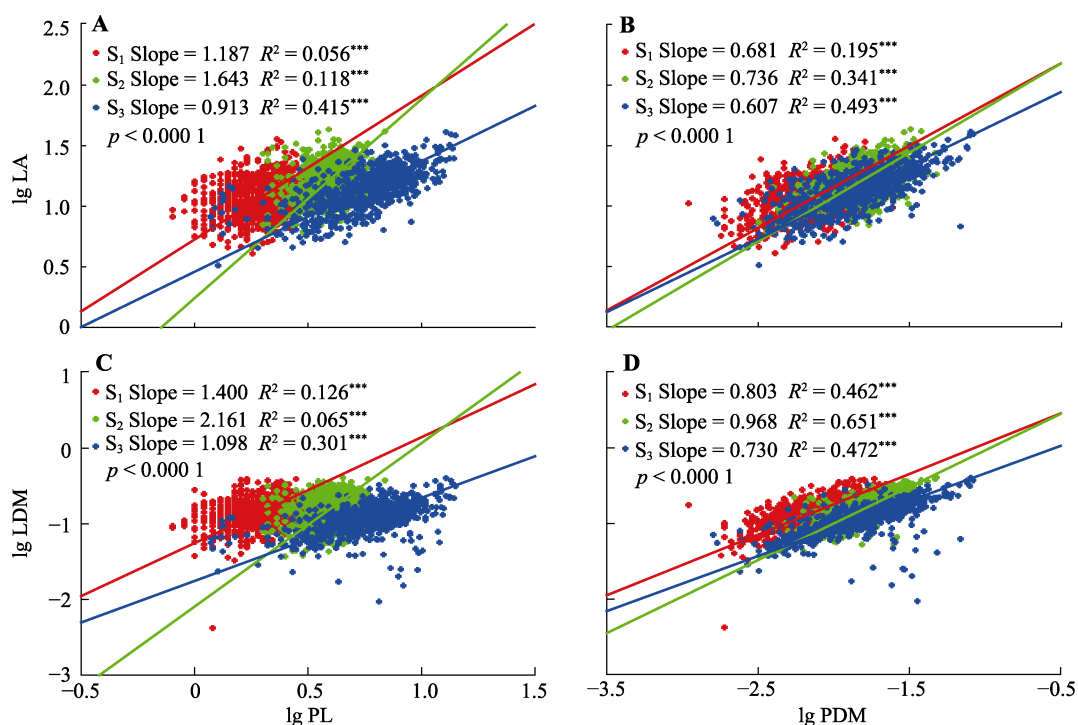 A
S₁ Slope = 1.187 R² = 0.056***
S₂ Slope = 1.643 R² = 0.118***
S₃ Slope = 0.913 R² = 0.415***
p < 0.000 1
2.5
2.0
1.5
1.0
0.5
0
lg LA
B
S₁ Slope = 0.681 R² = 0.195***
S₂ Slope = 0.736 R² = 0.341***
S₃ Slope = 0.607 R² = 0.493***
p < 0.000 1
C
S₁ Slope = 1.400 R² = 0.126***
S₂ Slope = 2.161 R² = 0.065***
S₃ Slope = 1.098 R² = 0.301***
p < 0.000 1
1
0
−1
−2
−3
lg LDM
−0.5 0 0.5 1.0 1.5
lg PL
D
S₁ Slope = 0.803 R² = 0.462***
S₂ Slope = 0.968 R² = 0.651***
S₃ Slope = 0.730 R² = 0.472***
p < 0.000 1
−3.5 −2.5 −1.5 −0.5
lg PDM